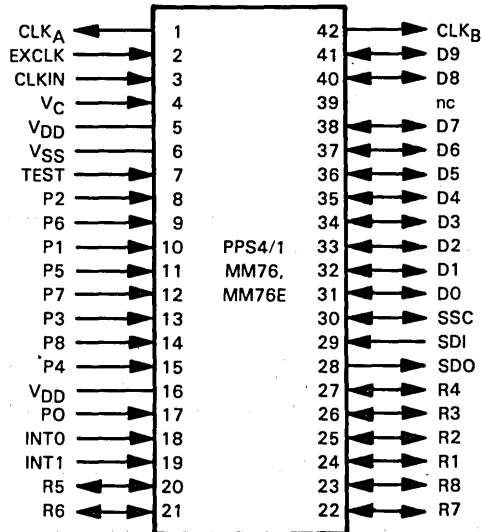 CLKA 1 42 CLKB
EXCLK 2 41 D9
CLKIN 3 40 D8
VC 4 39 nc
VDD 5 38 D7
VSS 6 37 D6
TEST 7 36 D5
P2 8 35 D4
P6 9 34 D3
P1 10 PPS4/1 33 D2
P5 11 MM76, 32 D1
P7 12 MM76E 31 D0
P3 13 30 SSC
P8 14 29 SDI
P4 15 28 SDO
VDD 16 27 R4
PO 17 26 R3
INT0 18 25 R2
INT1 19 24 R1
R5 20 23 R8
R6 21 22 R7